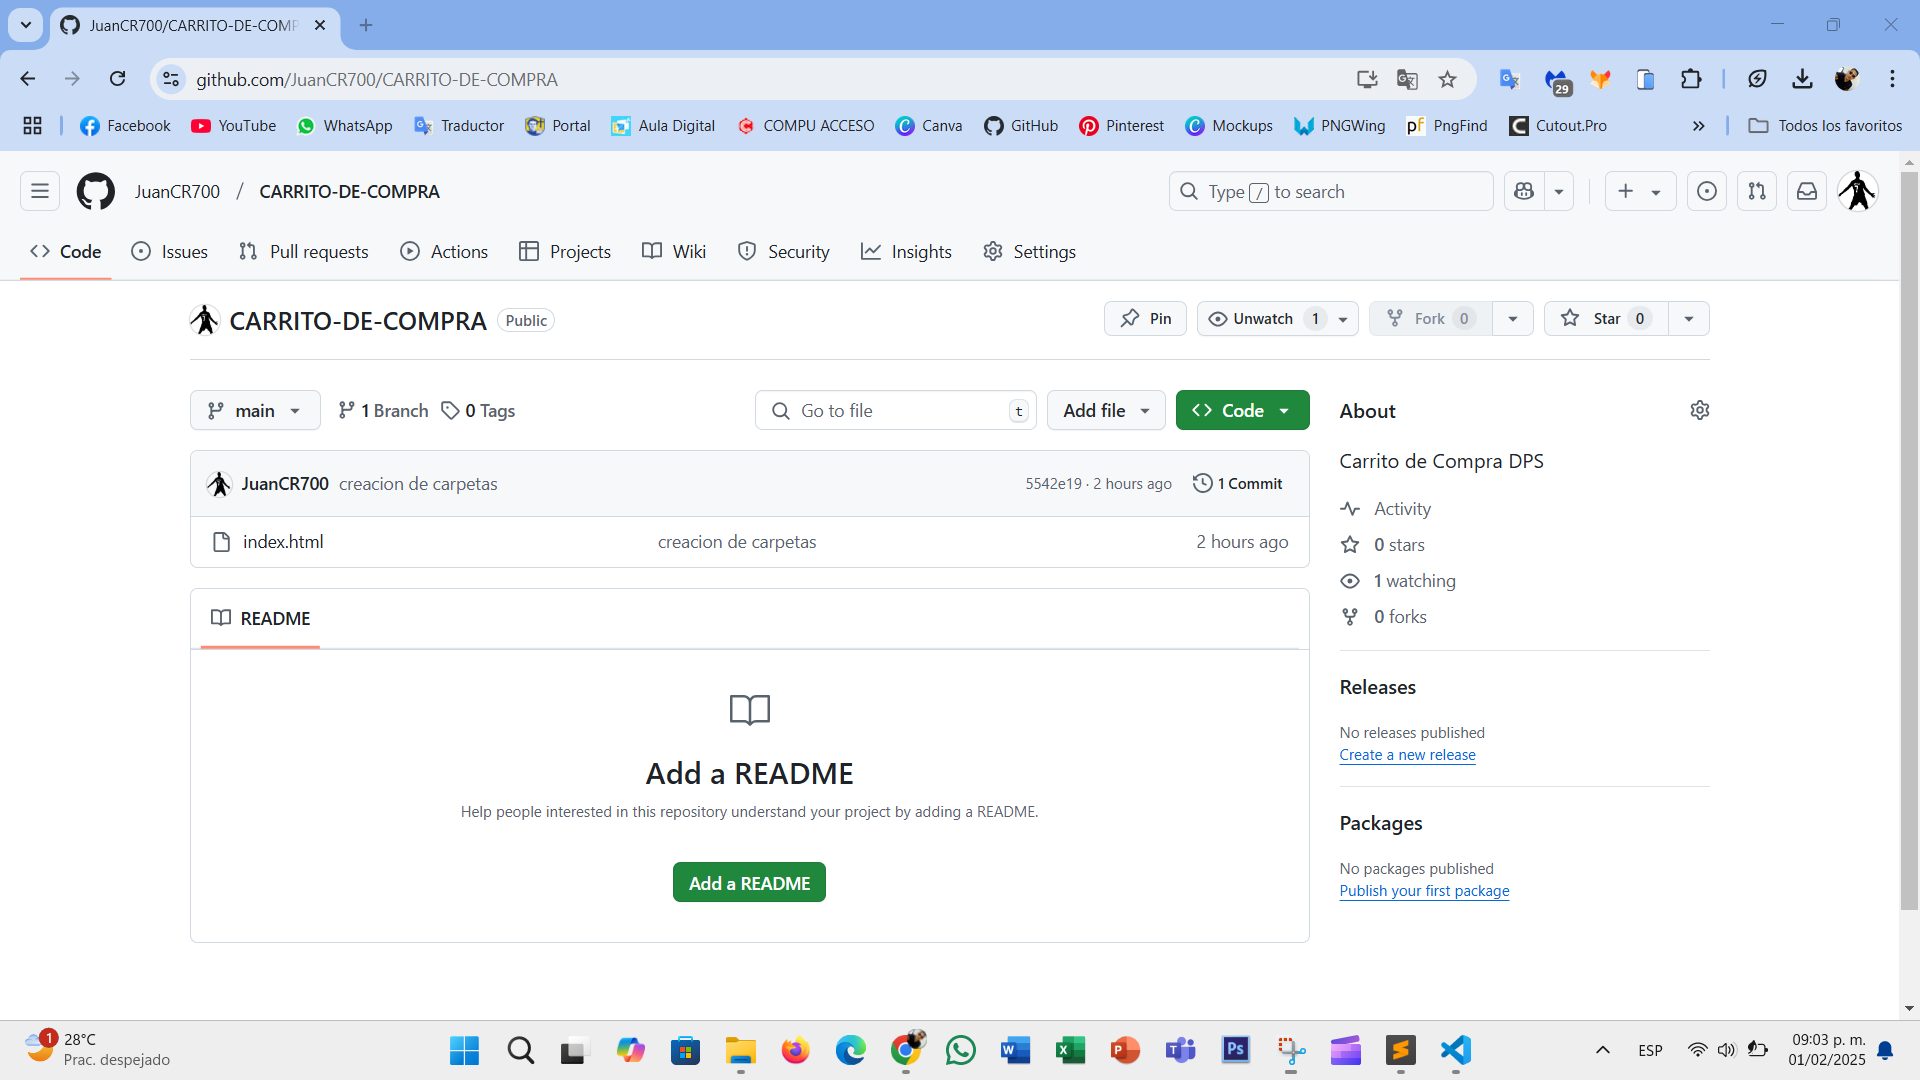 JuanCR700/CARRITO-DE-COMP
github.com/JuanCR700/CARRITO-DE-COMPRA
29
Facebook YouTube WhatsApp Traductor Portal Aula Digital COMPU ACCESO Canva GitHub Pinterest Mockups PNGWing pf PngFind Cutout.Pro » Todos los favoritos
JuanCR700 / CARRITO-DE-COMPRA Type / to search
Code Issues Pull requests Actions Projects Wiki Security Insights Settings
CARRITO-DE-COMPRA Public Pin Unwatch 1 Fork 0 Star 0
main 1 Branch 0 Tags Go to file t Add file Code
JuanCR700 creacion de carpetas 5542e19 · 2 hours ago 1 Commit
index.html creacion de carpetas 2 hours ago
README
Add a README
Help people interested in this repository understand your project by adding a README.
Add a README
About
Carrito de Compra DPS
Activity
0 stars
1 watching
0 forks
Releases
No releases published
Create a new release
Packages
No packages published
Publish your first package
1
28°C
Prac. despejado
Ps
ESP
09:03 p. m.
01/02/2025